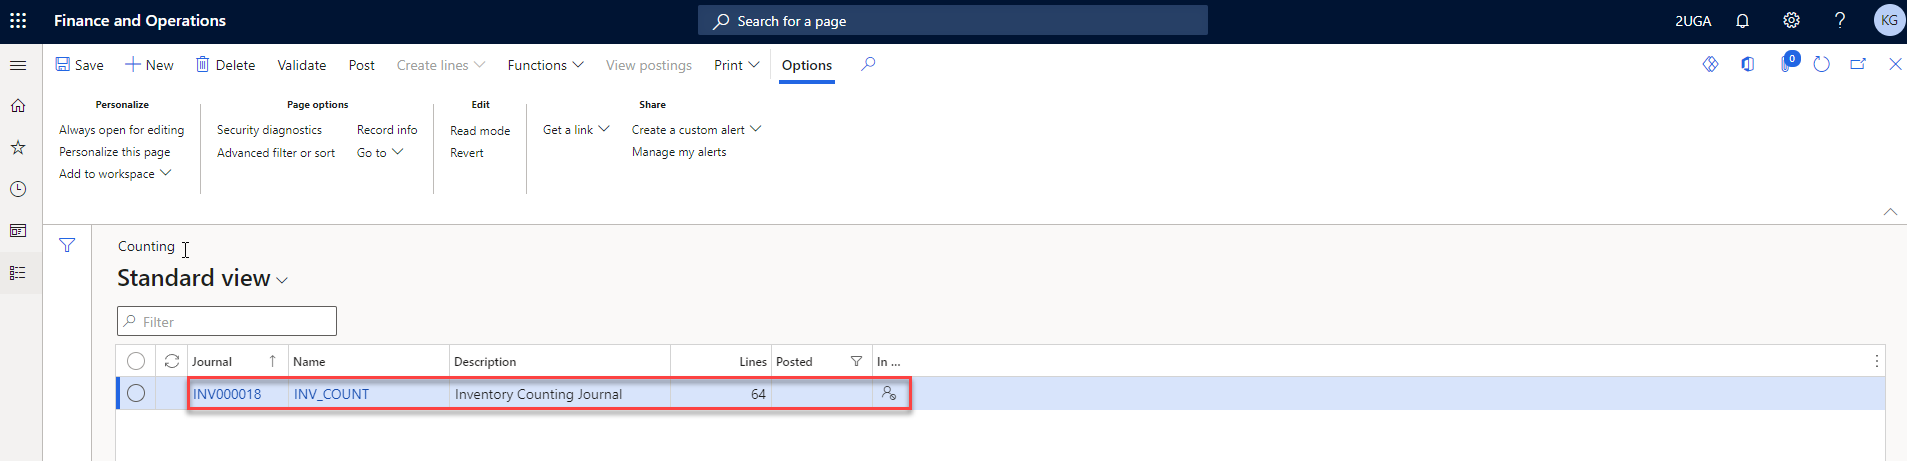 Finance and Operations
Search for a page
2UGA
KG
Save New Delete Validate Post Create lines Functions View postings Print Options
0
Personalize
Always open for editing
Personalize this page
Add to workspace
Page options
Security diagnostics Record info
Advanced filter or sort Go to
Edit
Read mode
Revert
Share
Get a link Create a custom alert
Manage my alerts
Counting
Standard view
Filter
Journal Name Description Lines Posted In ...
INV000018 INV_COUNT Inventory Counting Journal 64